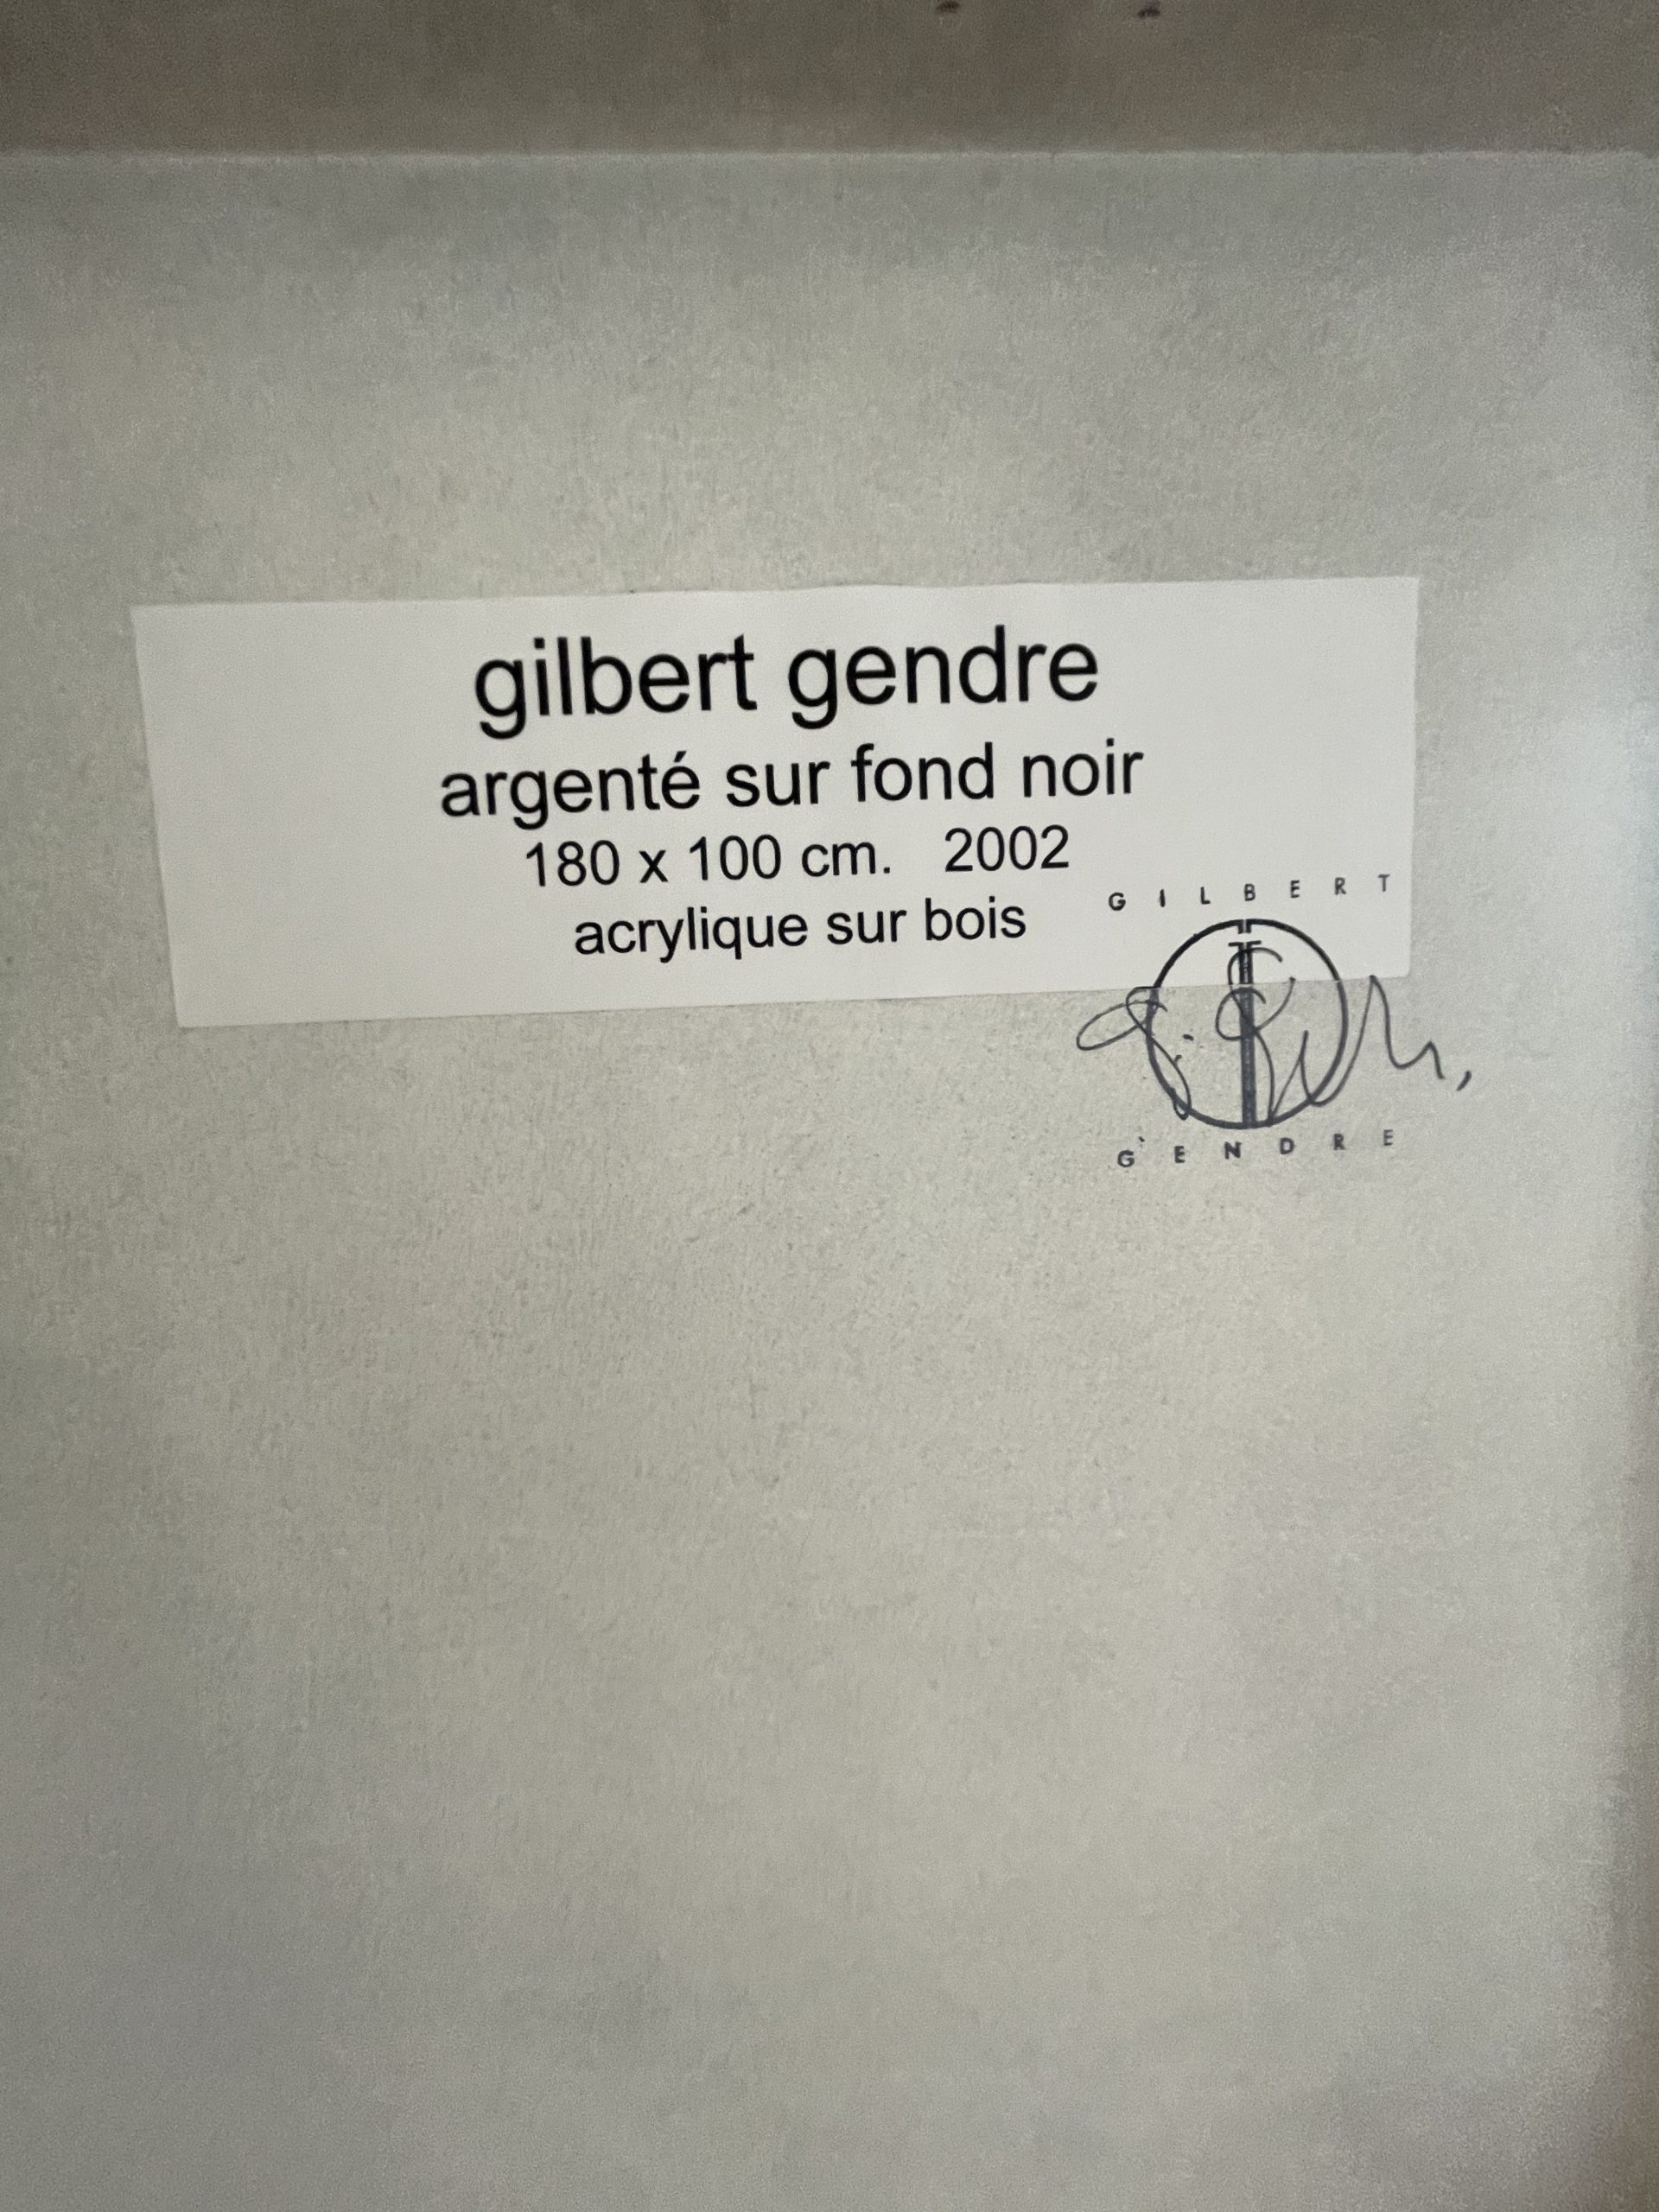 gilbert gendre
argenté sur fond noir
180 x 100 cm. 2002
acrylique sur bois
GILBERT
GENDRE